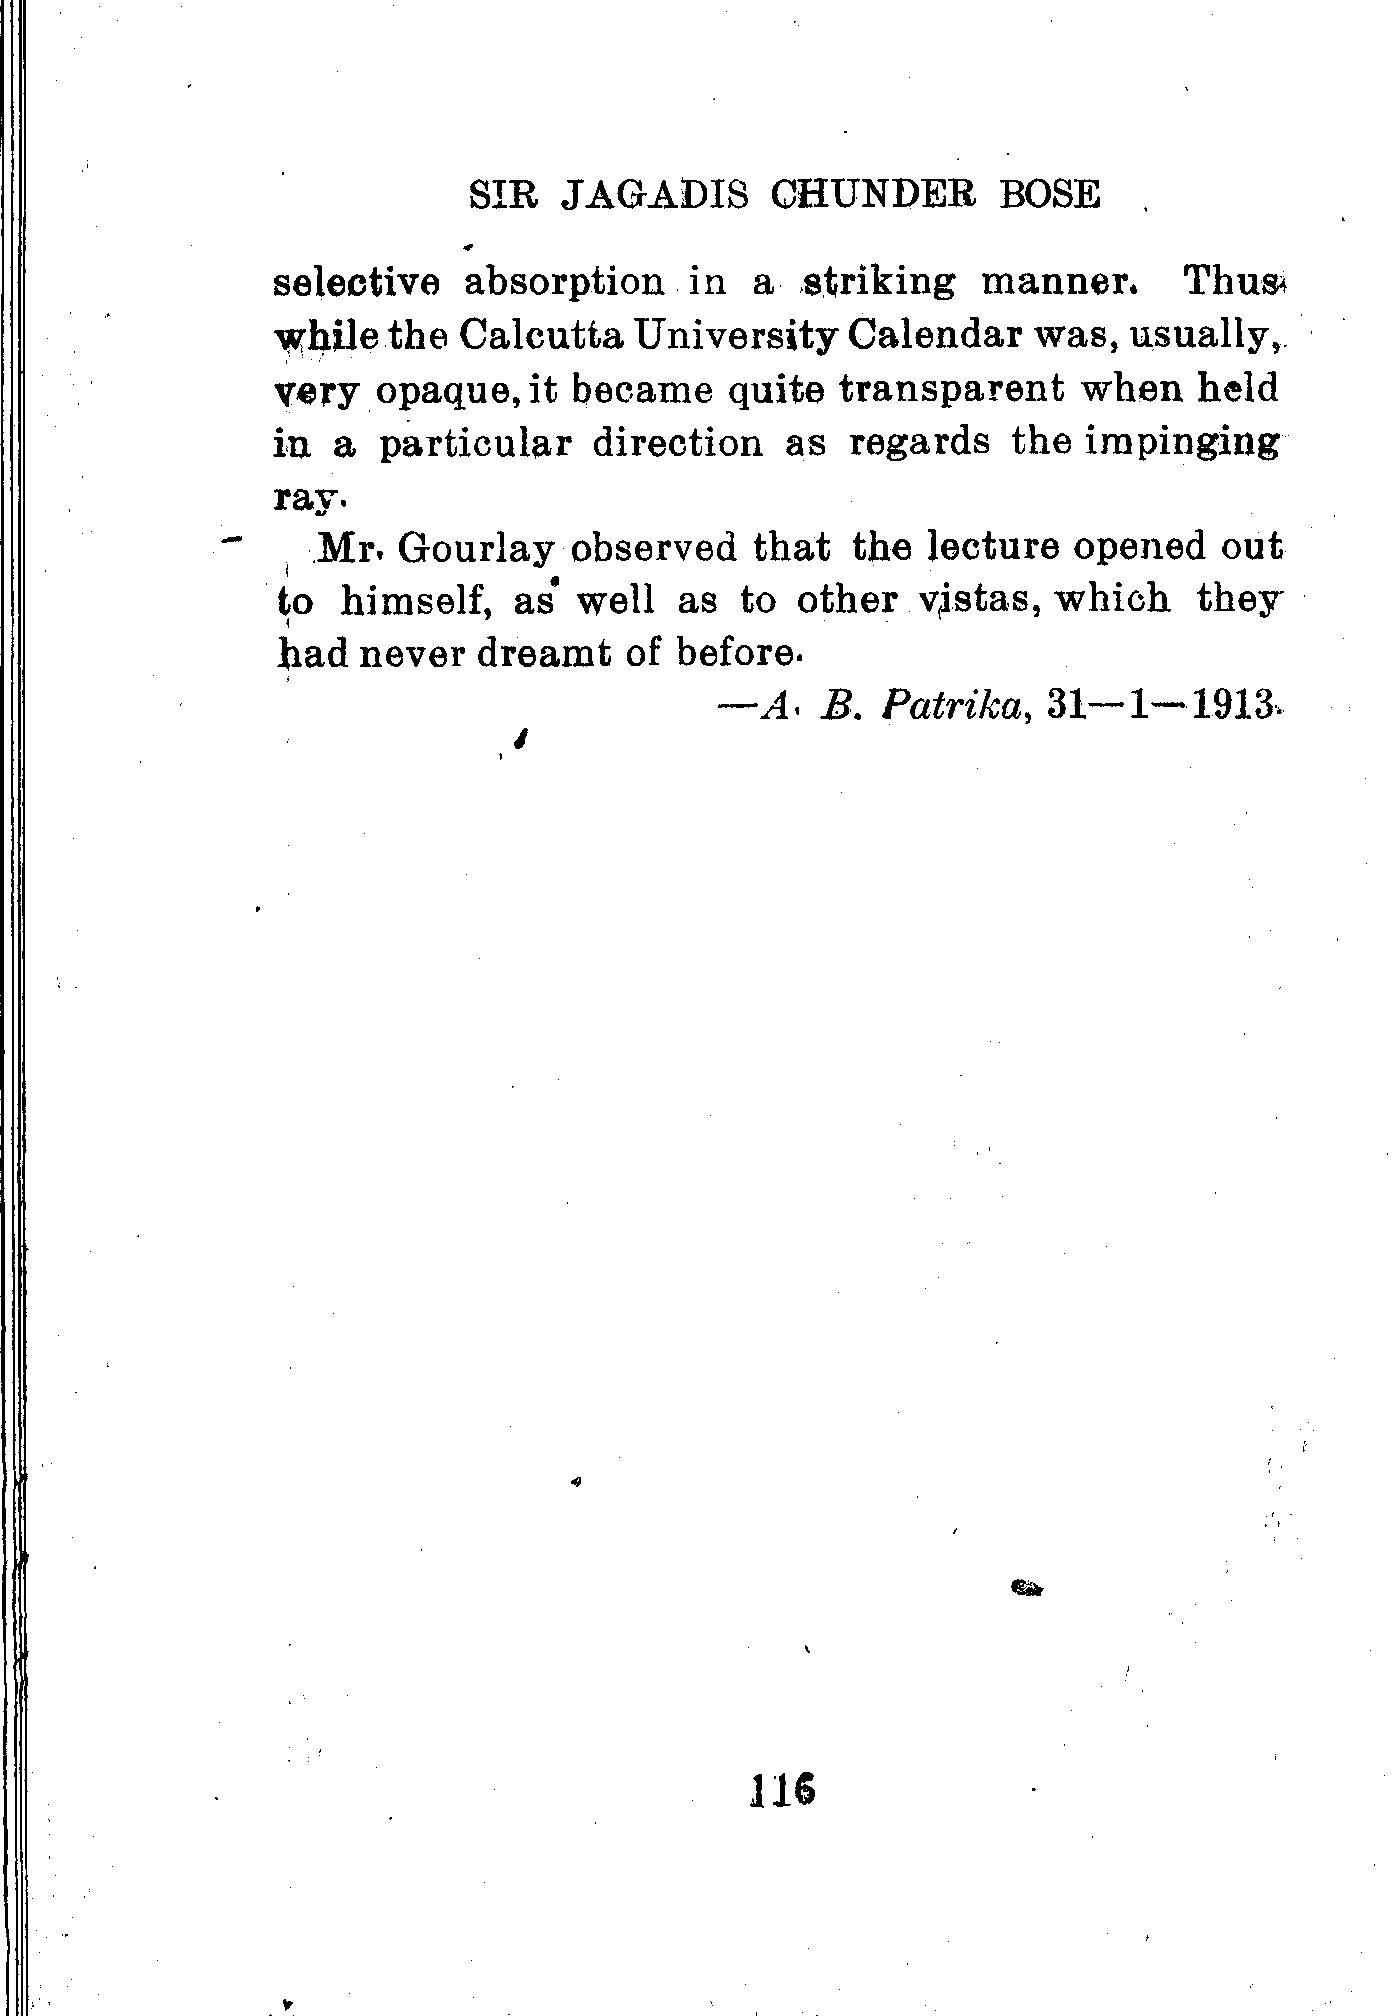 SIR JAGADIS CHUNDER BOSE
selective absorption in a striking manner. Thus
while the Calcutta University Calendar was, usually,
very opaque, it became quite transparent when held
in a particular direction as regards the impinging
ray.
Mr. Gourlay observed that the lecture opened out
to himself, as well as to other vistas, which they
had never dreamt of before.
—A. B. Patrika, 31—1—1913.
116